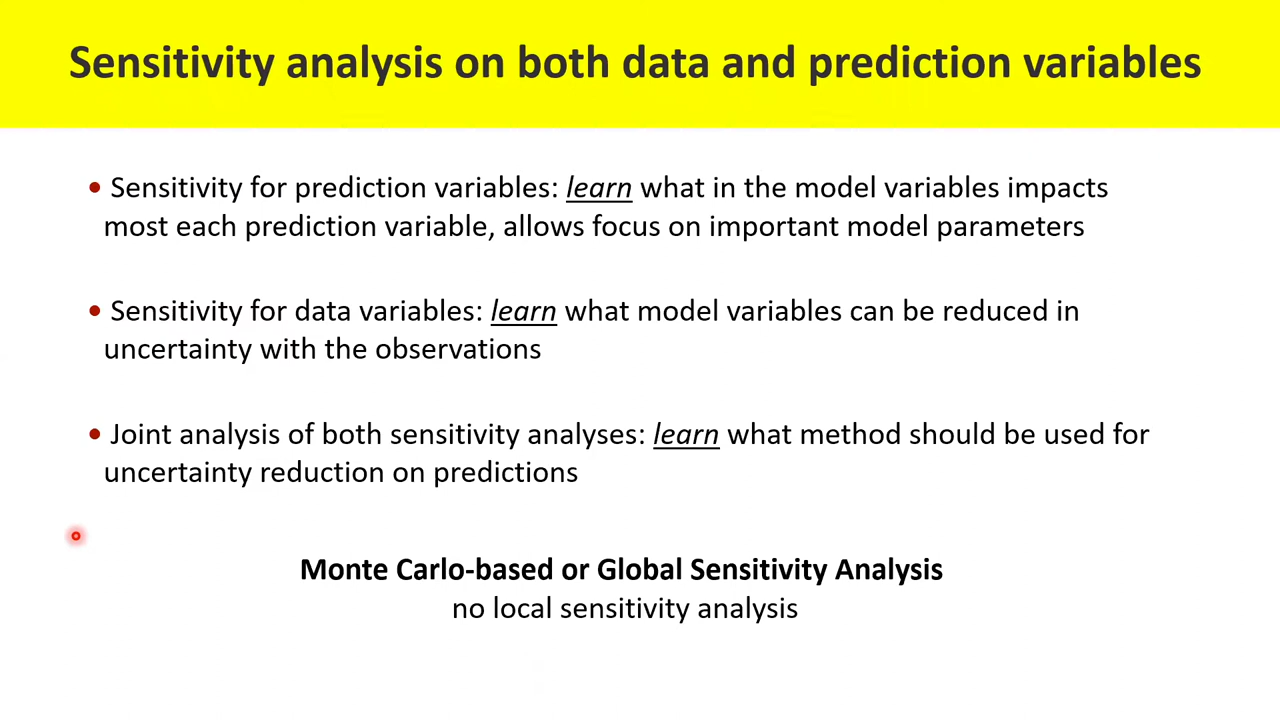 Sensitivity analysis on both data and prediction variables
• Sensitivity for prediction variables: learn what in the model variables impacts
most each prediction variable, allows focus on important model parameters
• Sensitivity for data variables: learn what model variables can be reduced in
uncertainty with the observations
• Joint analysis of both sensitivity analyses: learn what method should be used for
uncertainty reduction on predictions
Monte Carlo-based or Global Sensitivity Analysis
no local sensitivity analysis